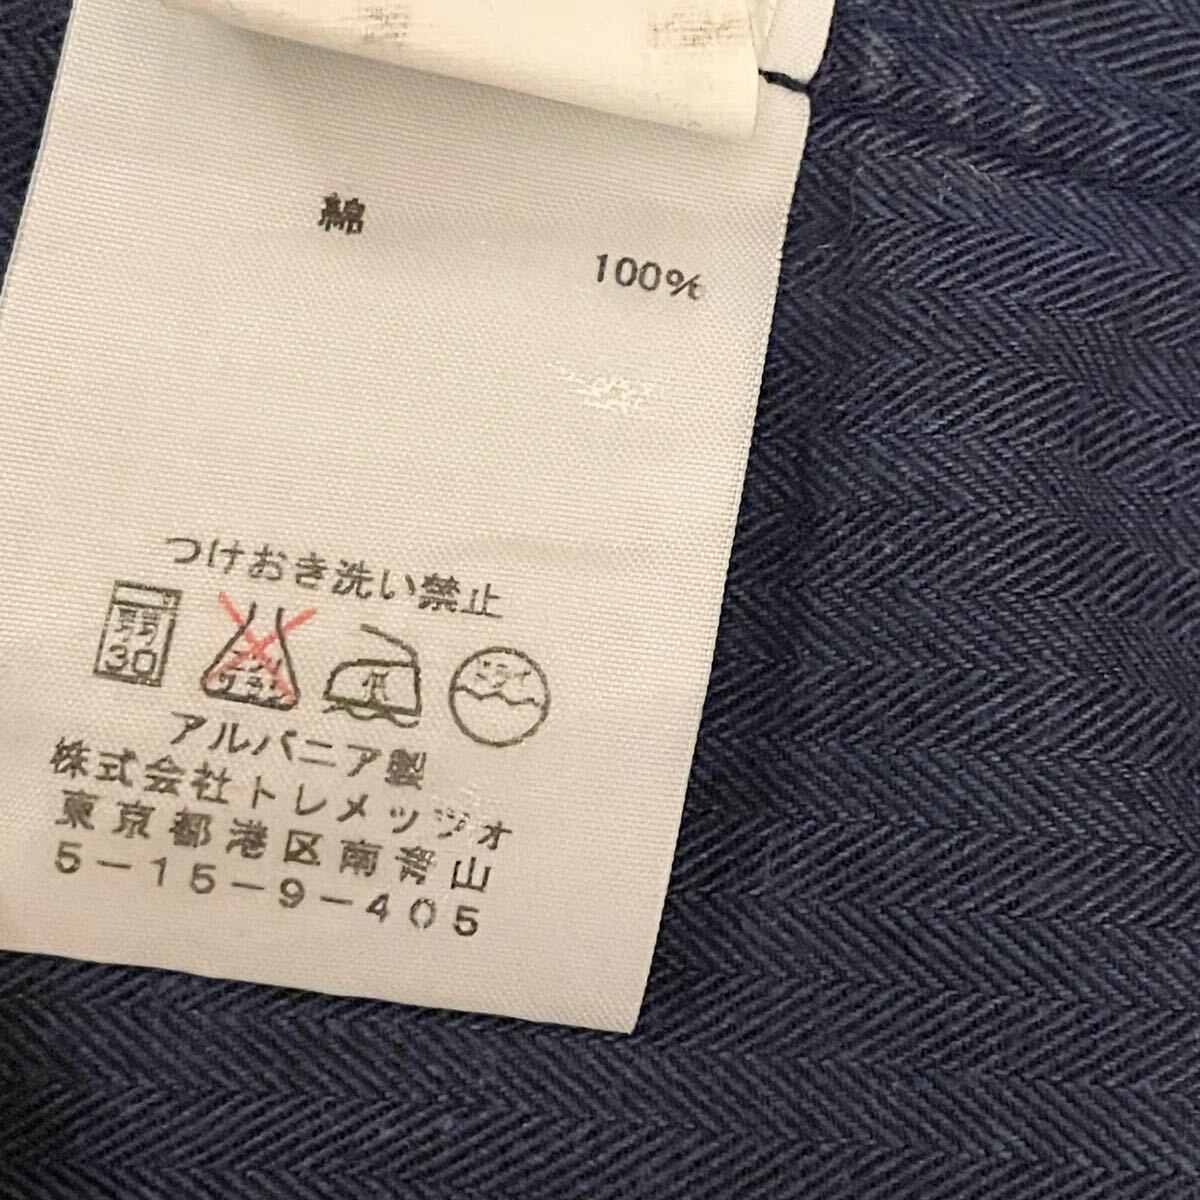 綿
100%
つけおき洗い禁止
弱
30
アルバニア製
株式会社トレメッツォ
東京都港区南青山
5-15-9-405